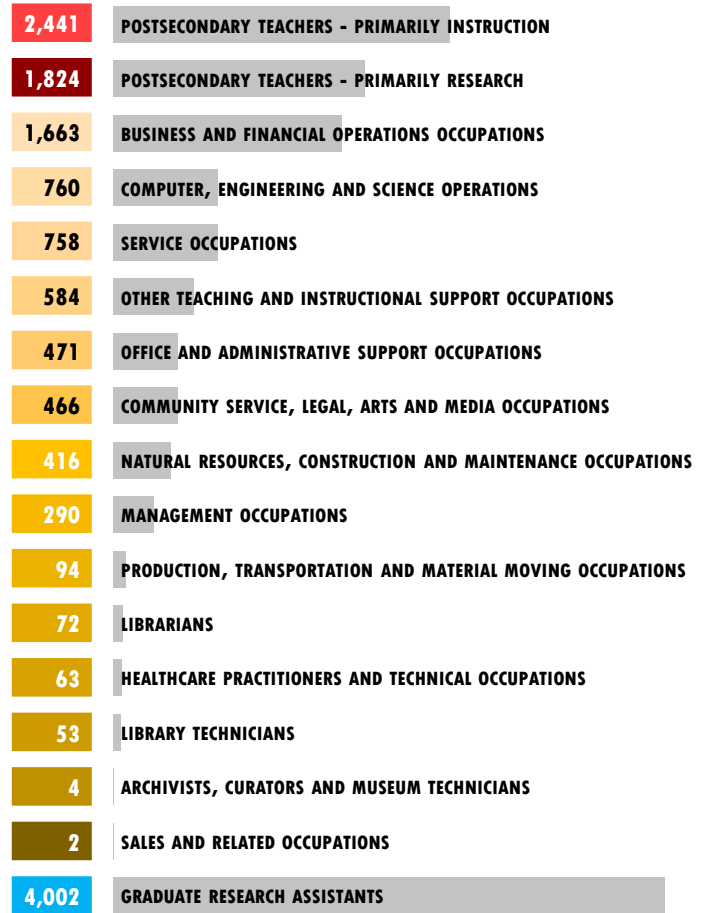 2,441 POSTSECONDARY TEACHERS - PRIMARILY INSTRUCTION
1,824 POSTSECONDARY TEACHERS - PRIMARILY RESEARCH
1,663 BUSINESS AND FINANCIAL OPERATIONS OCCUPATIONS
760 COMPUTER, ENGINEERING AND SCIENCE OPERATIONS
758 SERVICE OCCUPATIONS
584 OTHER TEACHING AND INSTRUCTIONAL SUPPORT OCCUPATIONS
471 OFFICE AND ADMINISTRATIVE SUPPORT OCCUPATIONS
466 COMMUNITY SERVICE, LEGAL, ARTS AND MEDIA OCCUPATIONS
416 NATURAL RESOURCES, CONSTRUCTION AND MAINTENANCE OCCUPATIONS
290 MANAGEMENT OCCUPATIONS
94 PRODUCTION, TRANSPORTATION AND MATERIAL MOVING OCCUPATIONS
72 LIBRARIANS
63 HEALTHCARE PRACTITIONERS AND TECHNICAL OCCUPATIONS
53 LIBRARY TECHNICIANS
4 ARCHIVISTS, CURATORS AND MUSEUM TECHNICIANS
2 SALES AND RELATED OCCUPATIONS
4,002 GRADUATE RESEARCH ASSISTANTS